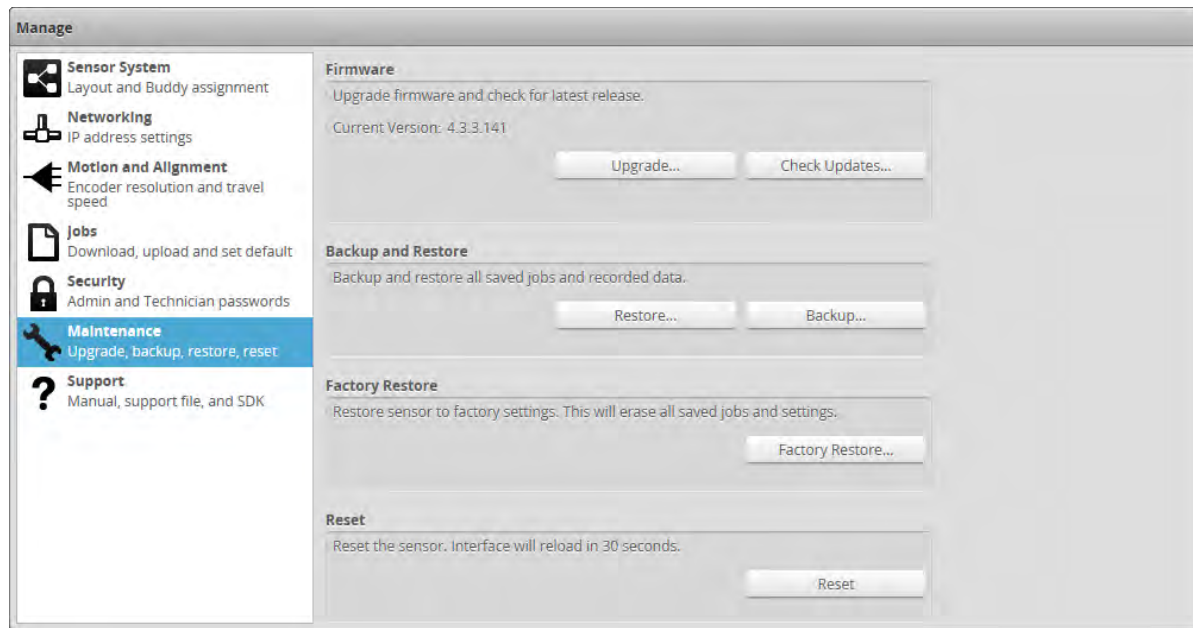 Manage
Sensor System
Layout and Buddy assignment
Networking
IP address settings
Motion and Alignment
Encoder resolution and travel
speed
Jobs
Download, upload and set default
Security
Admin and Technician passwords
Maintenance
Upgrade, backup, restore, reset
Support
Manual, support file, and SDK
Firmware
Upgrade firmware and check for latest release.
Current Version: 4.3.3.141
Upgrade...
Check Updates...
Backup and Restore
Backup and restore all saved jobs and recorded data.
Restore...
Backup...
Factory Restore
Restore sensor to factory settings. This will erase all saved jobs and settings.
Factory Restore...
Reset
Reset the sensor. Interface will reload in 30 seconds.
Reset